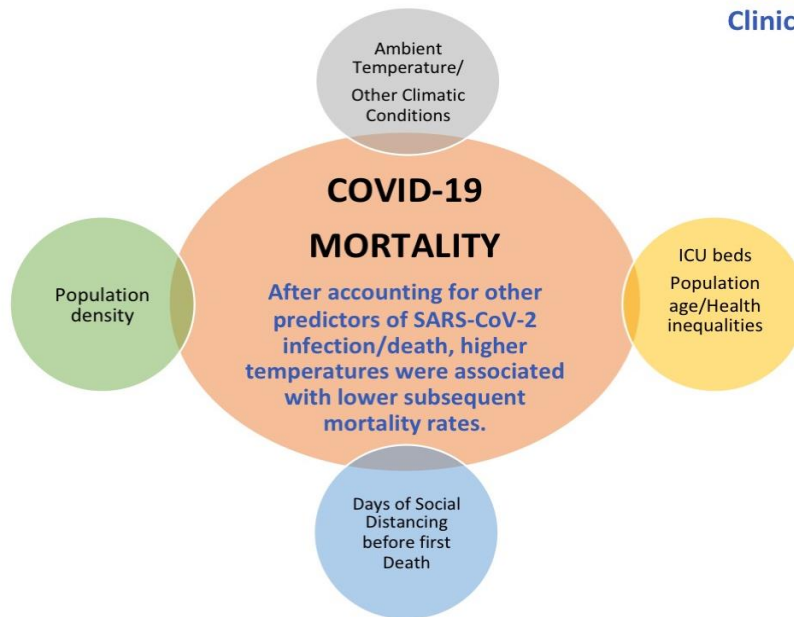 Clinic
Ambient
Temperature/
Other Climatic
Conditions
COVID-19
MORTALITY
After accounting for other
predictors of SARS-CoV-2
infection/death, higher
temperatures were associated
with lower subsequent
mortality rates.
Population
density
ICU beds
Population
age/Health
inequalities
Days of Social
Distancing
before first
Death